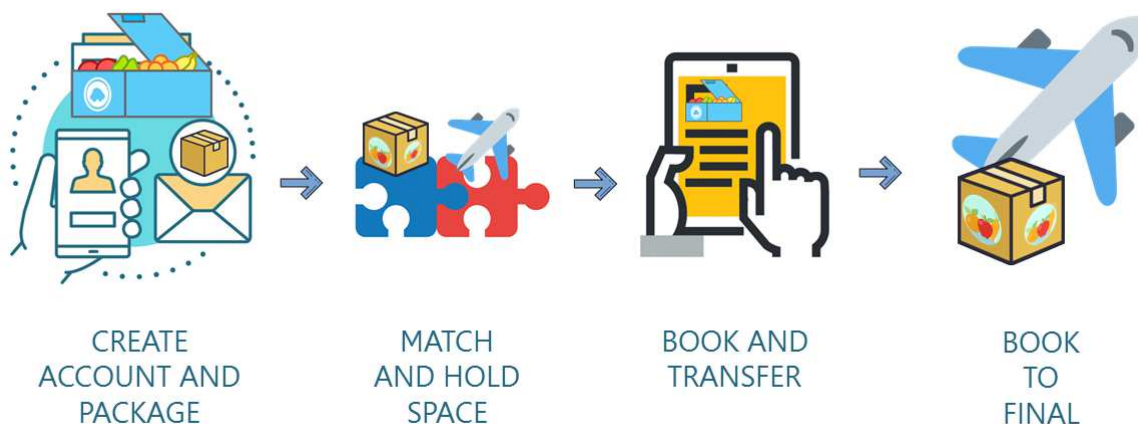 CREATE
ACCOUNT AND
PACKAGE
MATCH
AND HOLD
SPACE
BOOK AND
TRANSFER
BOOK
TO
FINAL